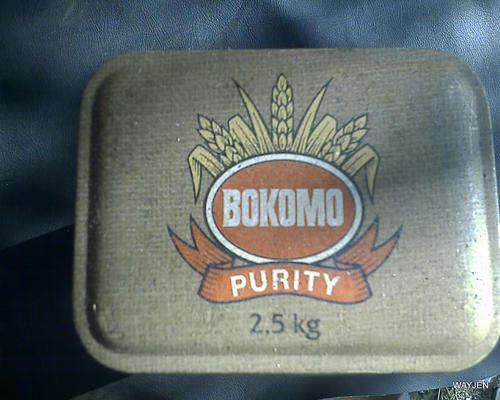 BOKOMO
PURITY
2.5 kg
WAYJEN